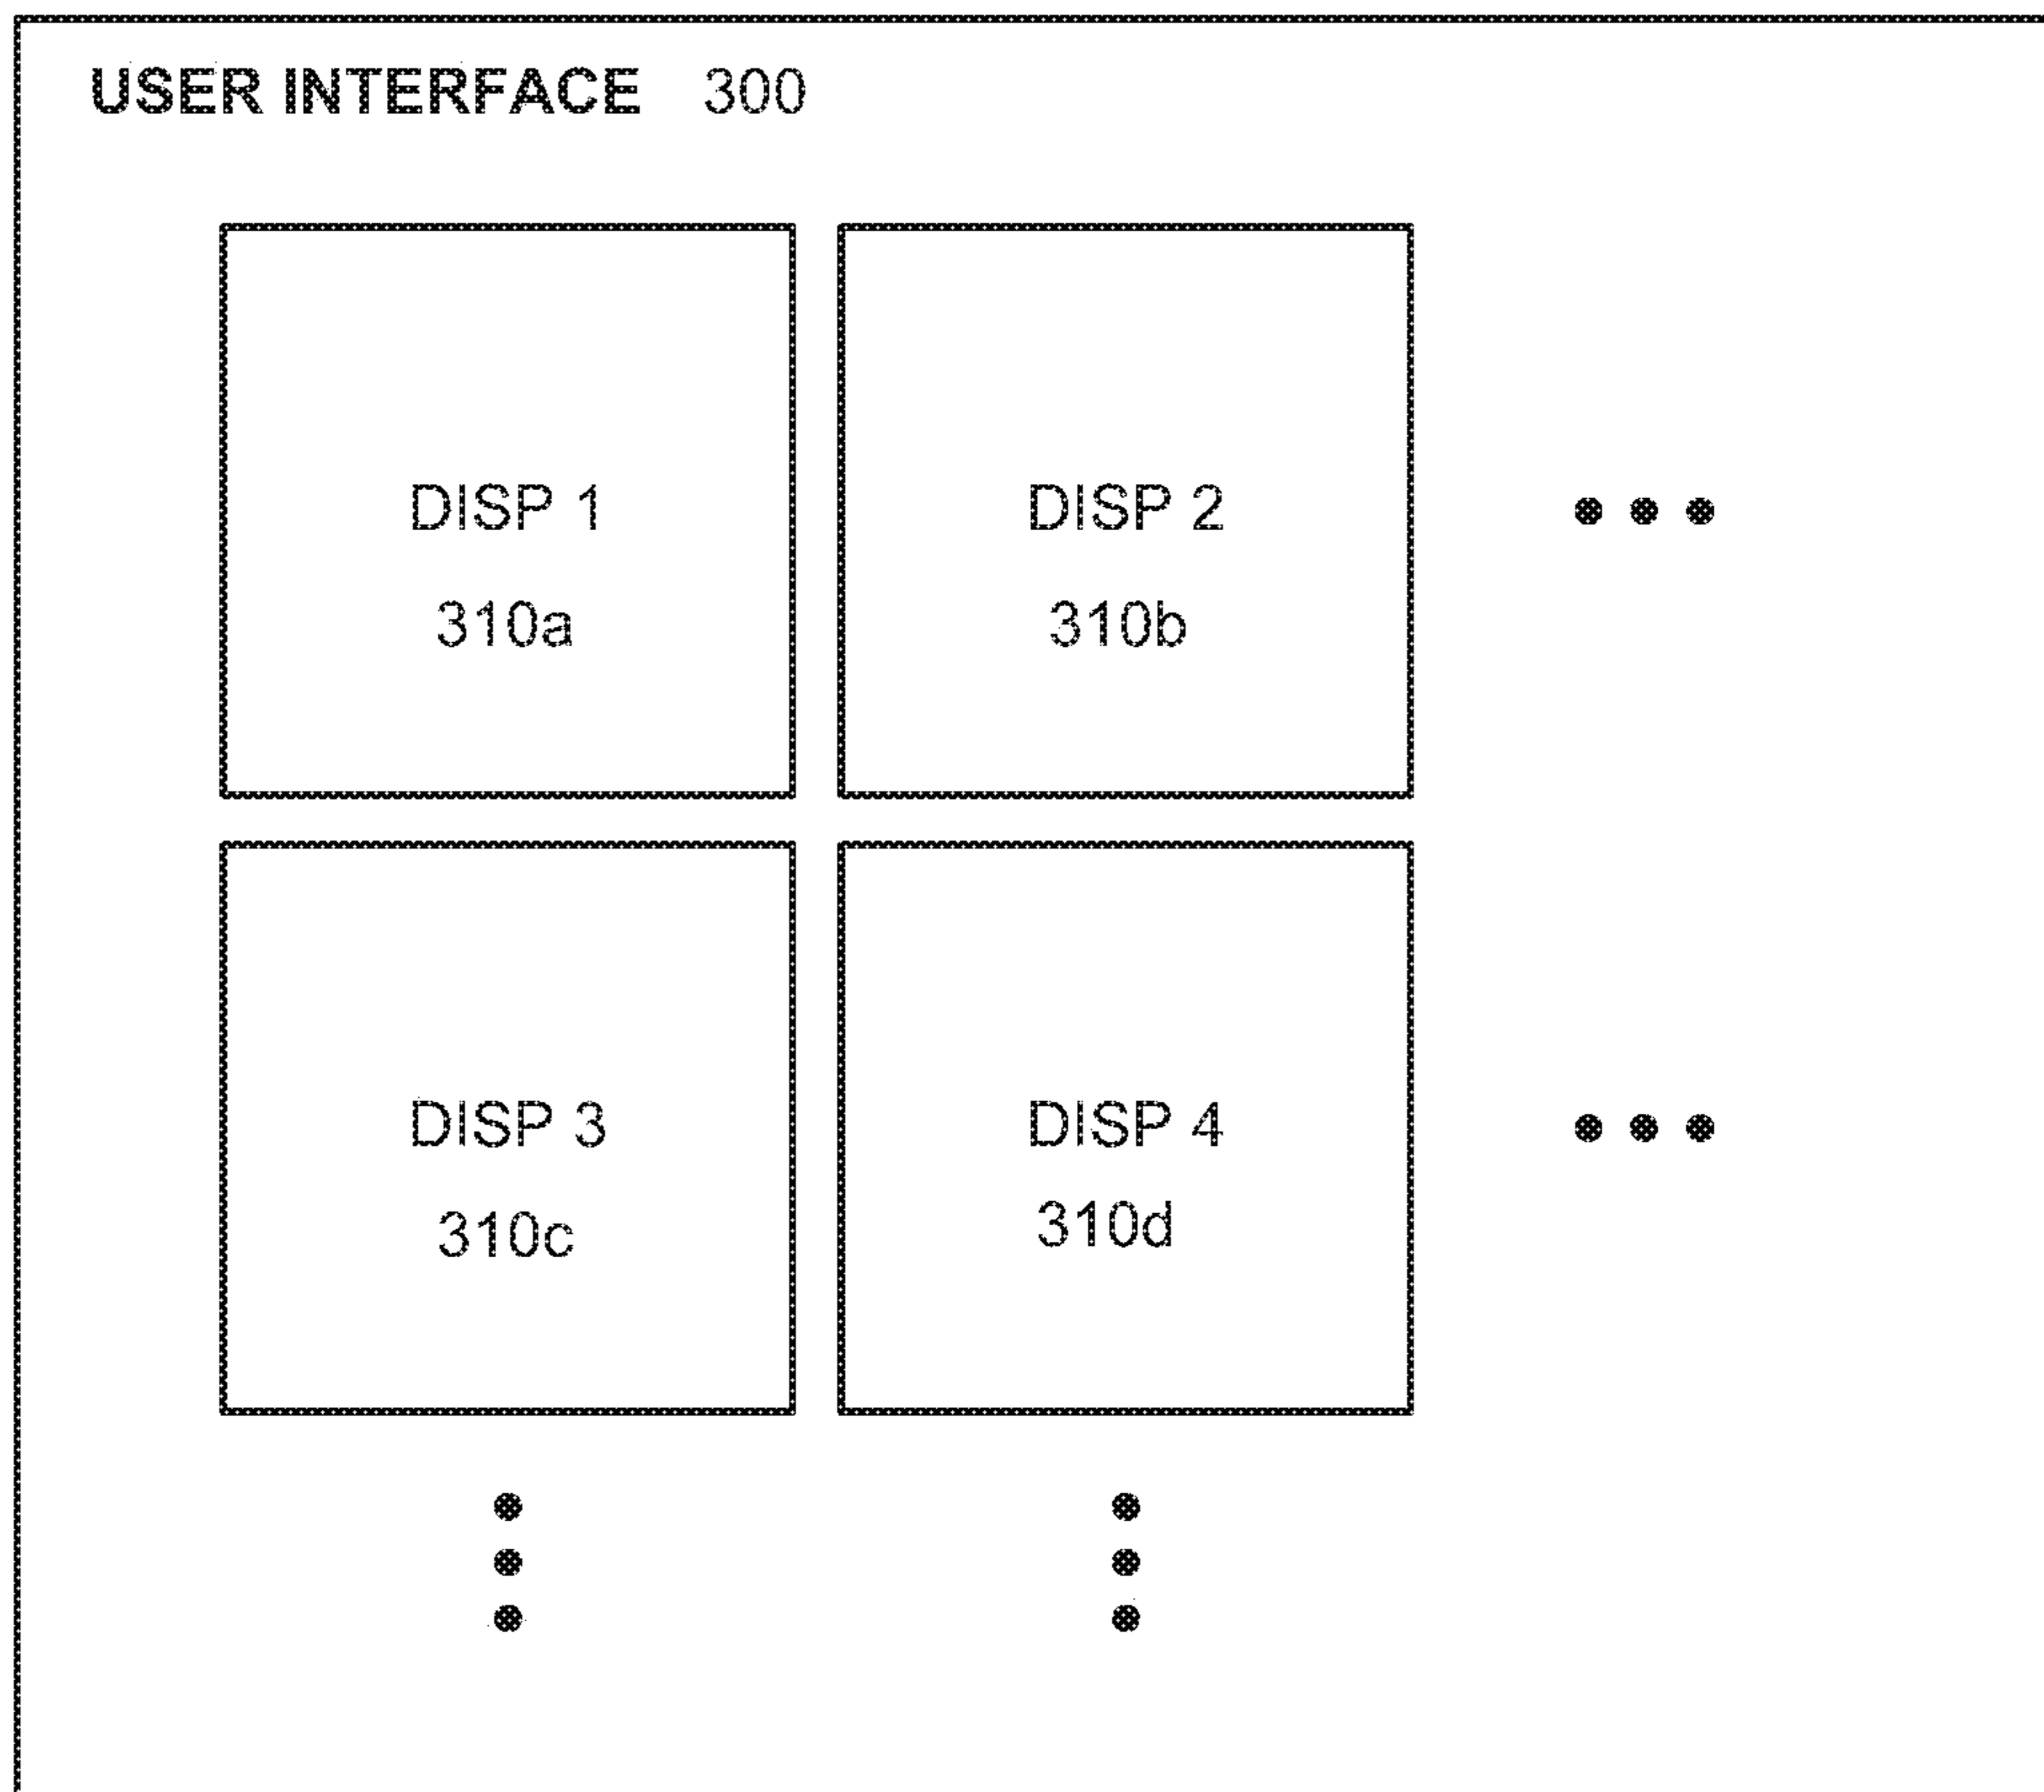 USER INTERFACE 300
DISP 1
310a
DISP 2
310b
DISP 3
310c
DISP 4
310d